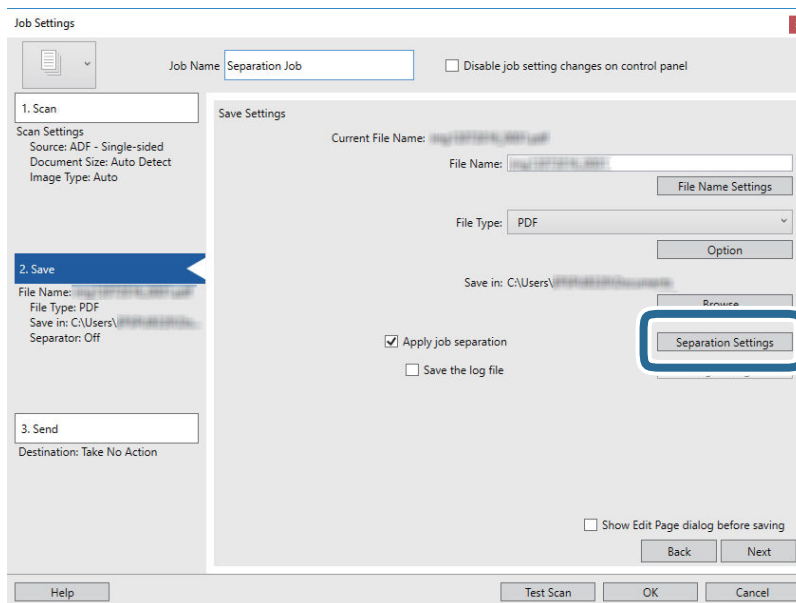 Job Settings
Job Name Separation Job
Disable job setting changes on control panel
1. Scan
Scan Settings
Source: ADF - Single-sided
Document Size: Auto Detect
Image Type: Auto
2. Save
File Name:
File Type: PDF
Save in: C:\Users\
Separator: Off
3. Send
Destination: Take No Action
Save Settings
Current File Name:
File Name:
File Name Settings
File Type: PDF
Option
Save in: C:\Users\
Browse...
Apply job separation
Separation Settings
Save the log file
Show Edit Page dialog before saving
Back
Next
Help
Test Scan
OK
Cancel